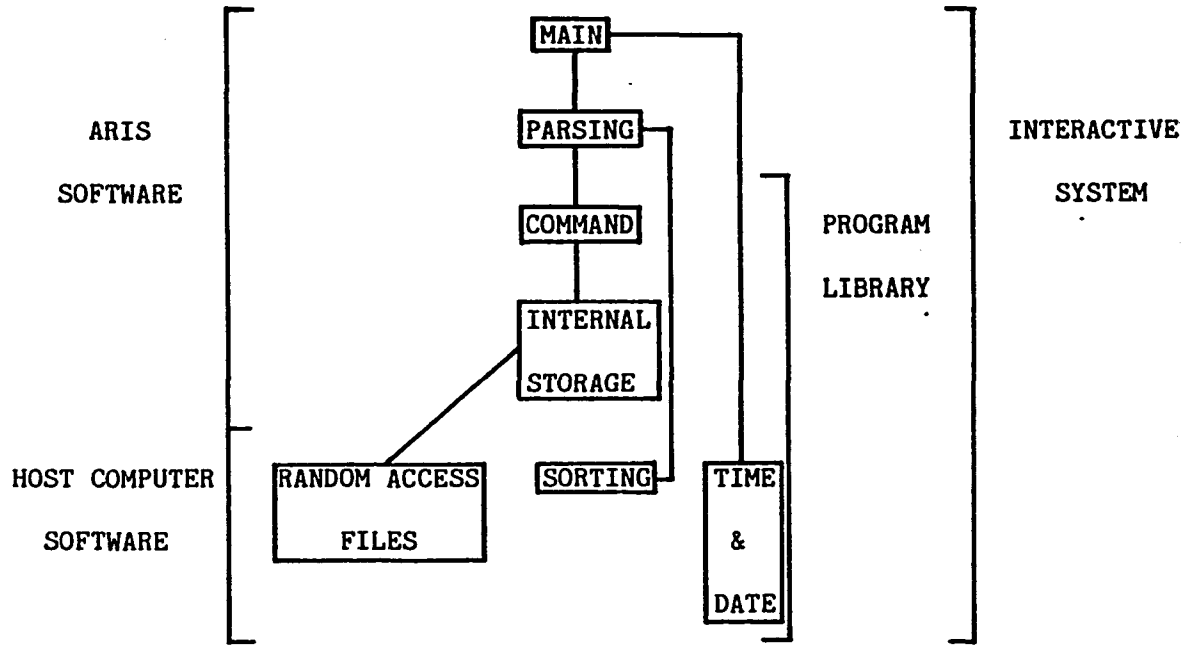 MAIN
ARIS
SOFTWARE
PARSING
INTERACTIVE
SYSTEM
COMMAND
PROGRAM
LIBRARY
INTERNAL
STORAGE
HOST COMPUTER
SOFTWARE
RANDOM ACCESS
FILES
SORTING
TIME
&
DATE